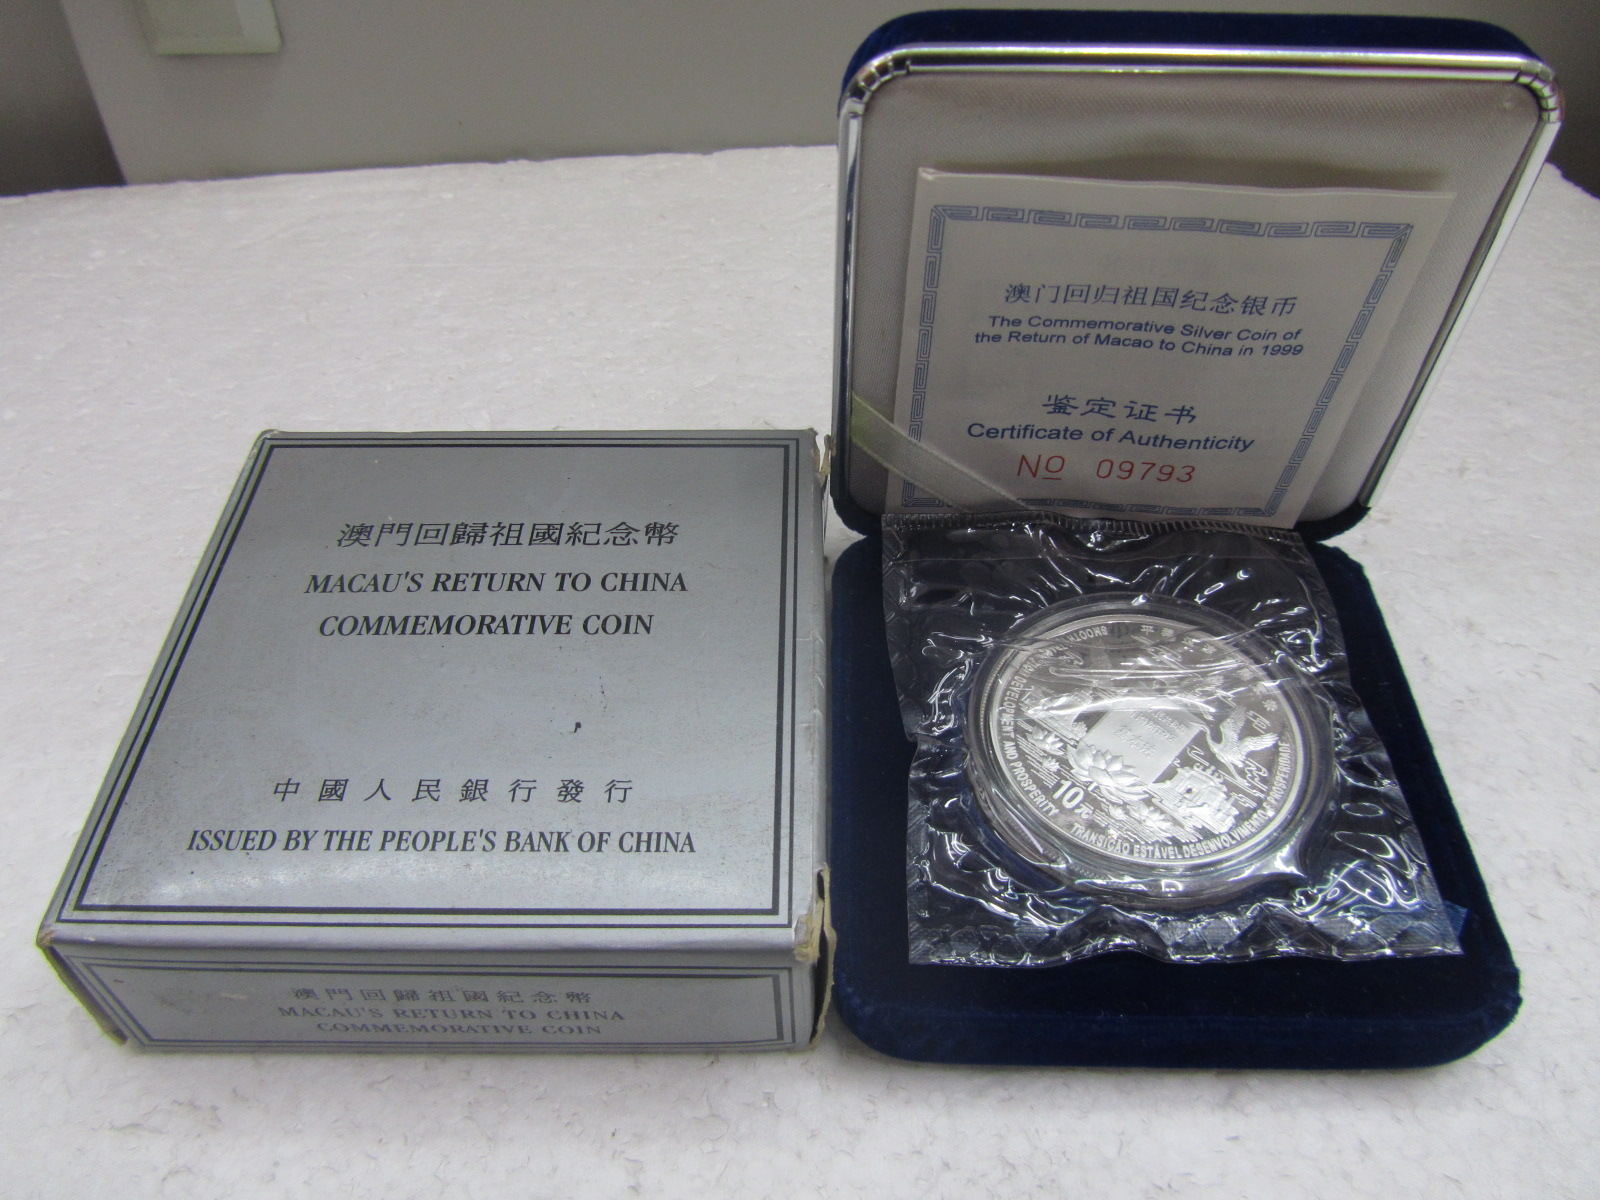 澳門回歸祖國紀念幣
MACAU'S RETURN TO CHINA
COMMEMORATIVE COIN
中國人民銀行發行
ISSUED BY THE PEOPLE'S BANK OF CHINA
澳門回歸祖國紀念幣
MACAU'S RETURN TO CHINA
COMMEMORATIVE COIN
澳门回归祖国纪念银币
The Commemorative Silver Coin of
the Return of Macao to China in 1999
鉴定证书
Certificate of Authenticity
No 09793
SMOOTH
DEVELOPMENT AND PROSPERITY
TRANSIÇÃO ESTÁVEL DESENVOLVIMENTO E PROSPERIDADE
10元